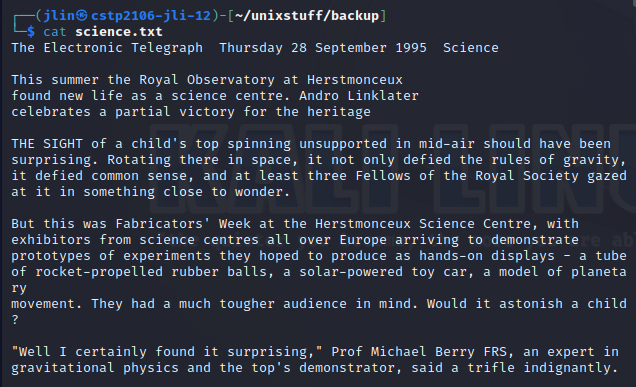 ┌──(jlin㉿cstp2106-jli-12)-[~/unixstuff/backup]
└─$ cat science.txt
The Electronic Telegraph  Thursday 28 September 1995  Science

This summer the Royal Observatory at Herstmonceux
found new life as a science centre. Andro Linklater
celebrates a partial victory for the heritage

THE SIGHT of a child's top spinning unsupported in mid-air should have been
surprising. Rotating there in space, it not only defied the rules of gravity,
it defied common sense, and at least three Fellows of the Royal Society gazed
at it in something close to wonder.

But this was Fabricators' Week at the Herstmonceux Science Centre, with
exhibitors from science centres all over Europe arriving to demonstrate
prototypes of experiments they hoped to produce as hands-on displays - a tube
of rocket-propelled rubber balls, a solar-powered toy car, a model of planeta
ry
movement. They had a much tougher audience in mind. Would it astonish a child
?

"Well I certainly found it surprising," Prof Michael Berry FRS, an expert in
gravitational physics and the top's demonstrator, said a trifle indignantly.
KALI LIN